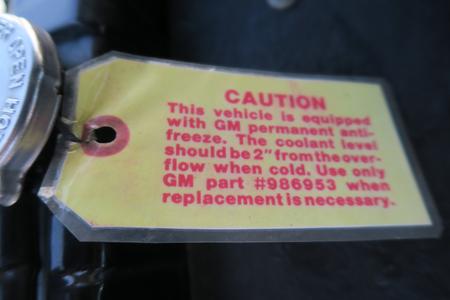 OPEN
CAUTION
This vehicle is equipped
with GM permanent anti-
freeze. The coolant level
should be 2" from the over-
flow when cold. Use only
GM part #986953 when
replacement is necessary.